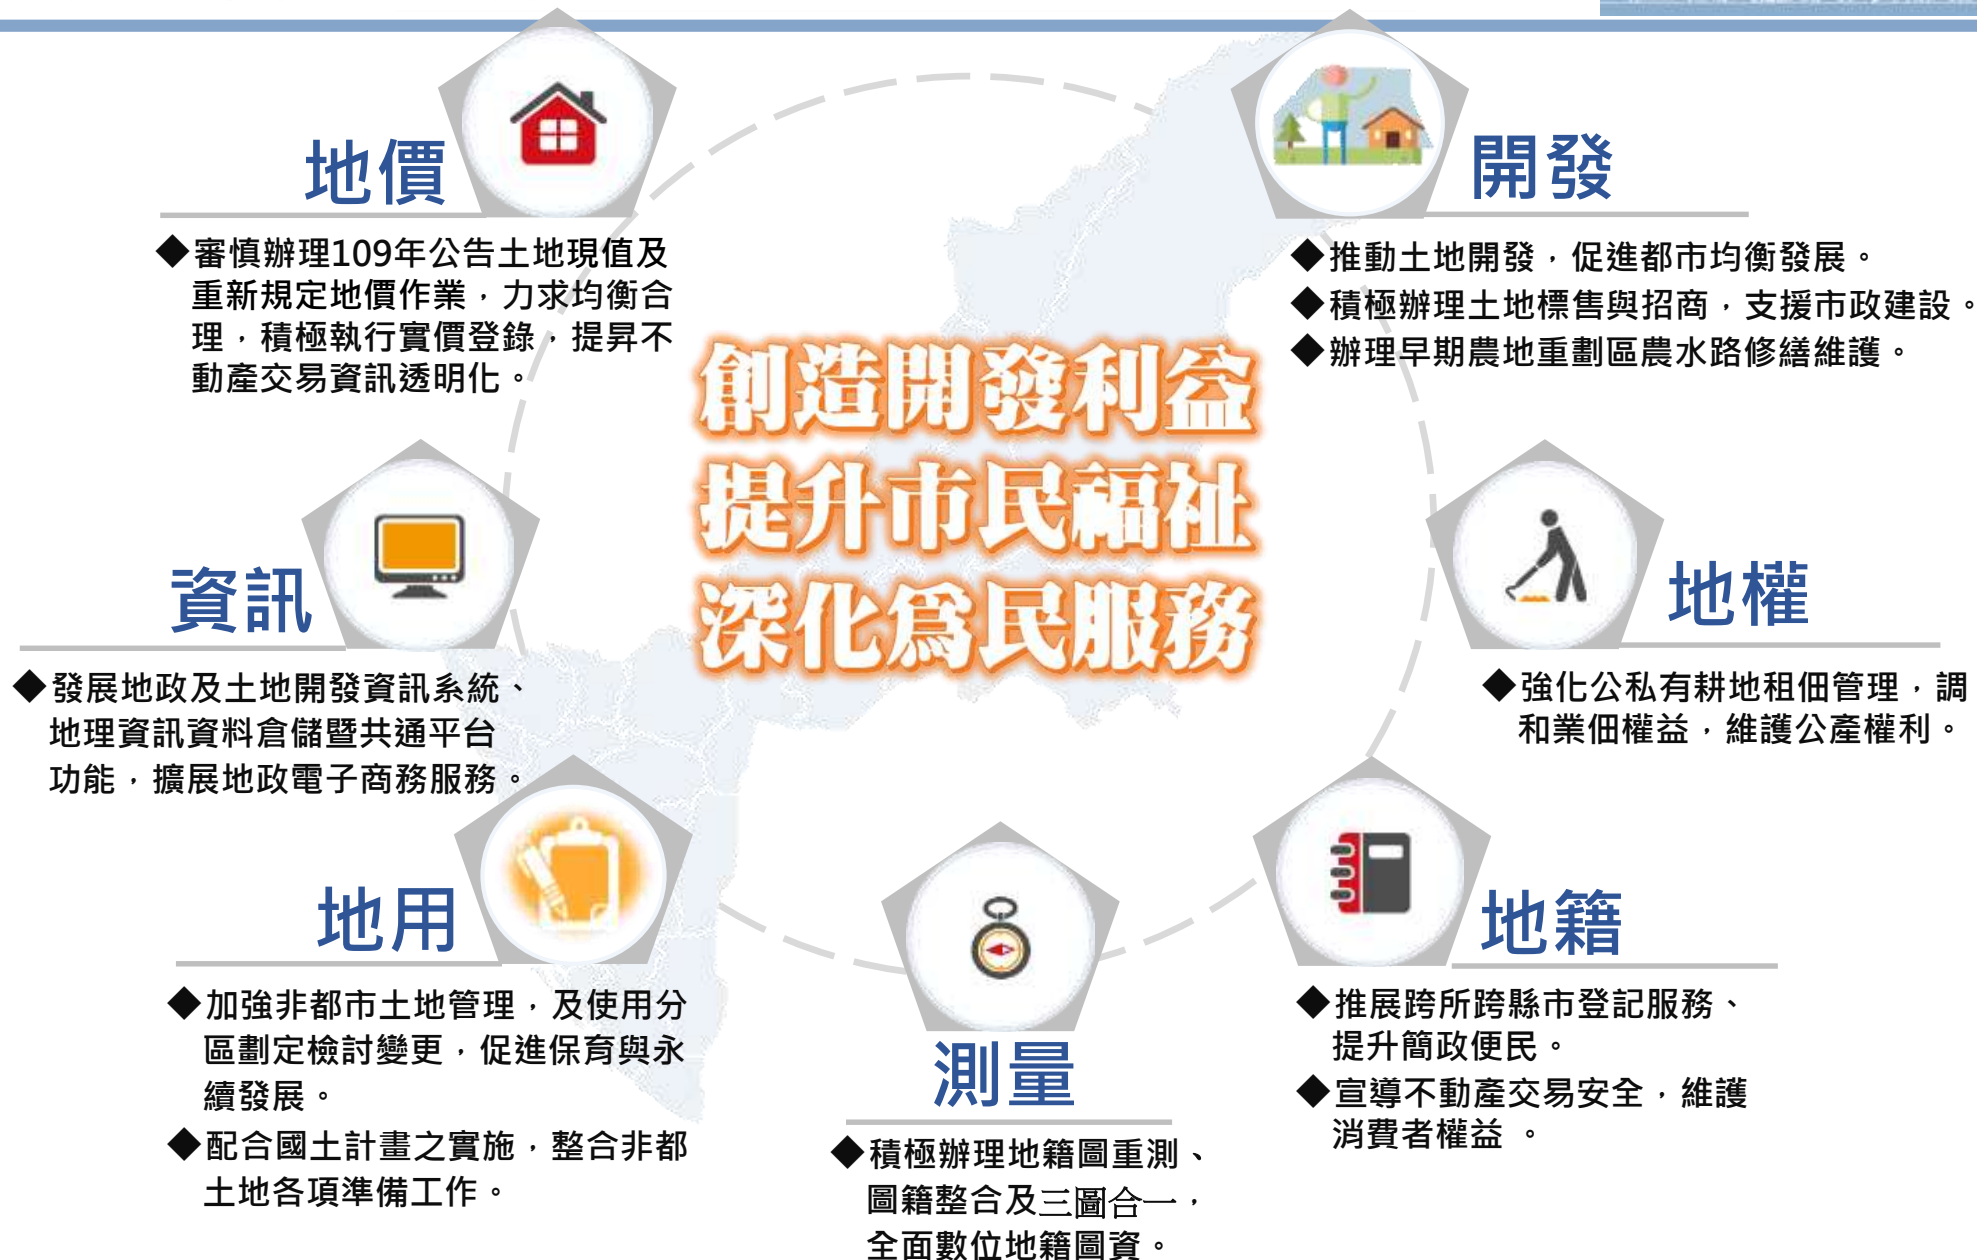 地價
◆審慎辦理109年公告土地現值及
重新規定地價作業，力求均衡合
理，積極執行實價登錄，提昇不
動產交易資訊透明化。
開發
◆推動土地開發，促進都市均衡發展。
◆積極辦理土地標售與招商，支援市政建設。
◆辦理早期農地重劃區農水路修繕維護。
創造開發利益
提升市民福祉
深化為民服務
資訊
◆發展地政及土地開發資訊系統、
地理資訊資料倉儲暨共通平台
功能，擴展地政電子商務服務。
地權
◆強化公私有耕地租佃管理，調
和業佃權益，維護公產權利。
地用
◆加強非都市土地管理，及使用分
區劃定檢討變更，促進保育與永
續發展。
◆配合國土計畫之實施，整合非都
土地各項準備工作。
測量
◆積極辦理地籍圖重測、
圖籍整合及三圖合一，
全面數位地籍圖資。
地籍
◆推展跨所跨縣市登記服務、
提升簡政便民。
◆宣導不動產交易安全，維護
消費者權益 。